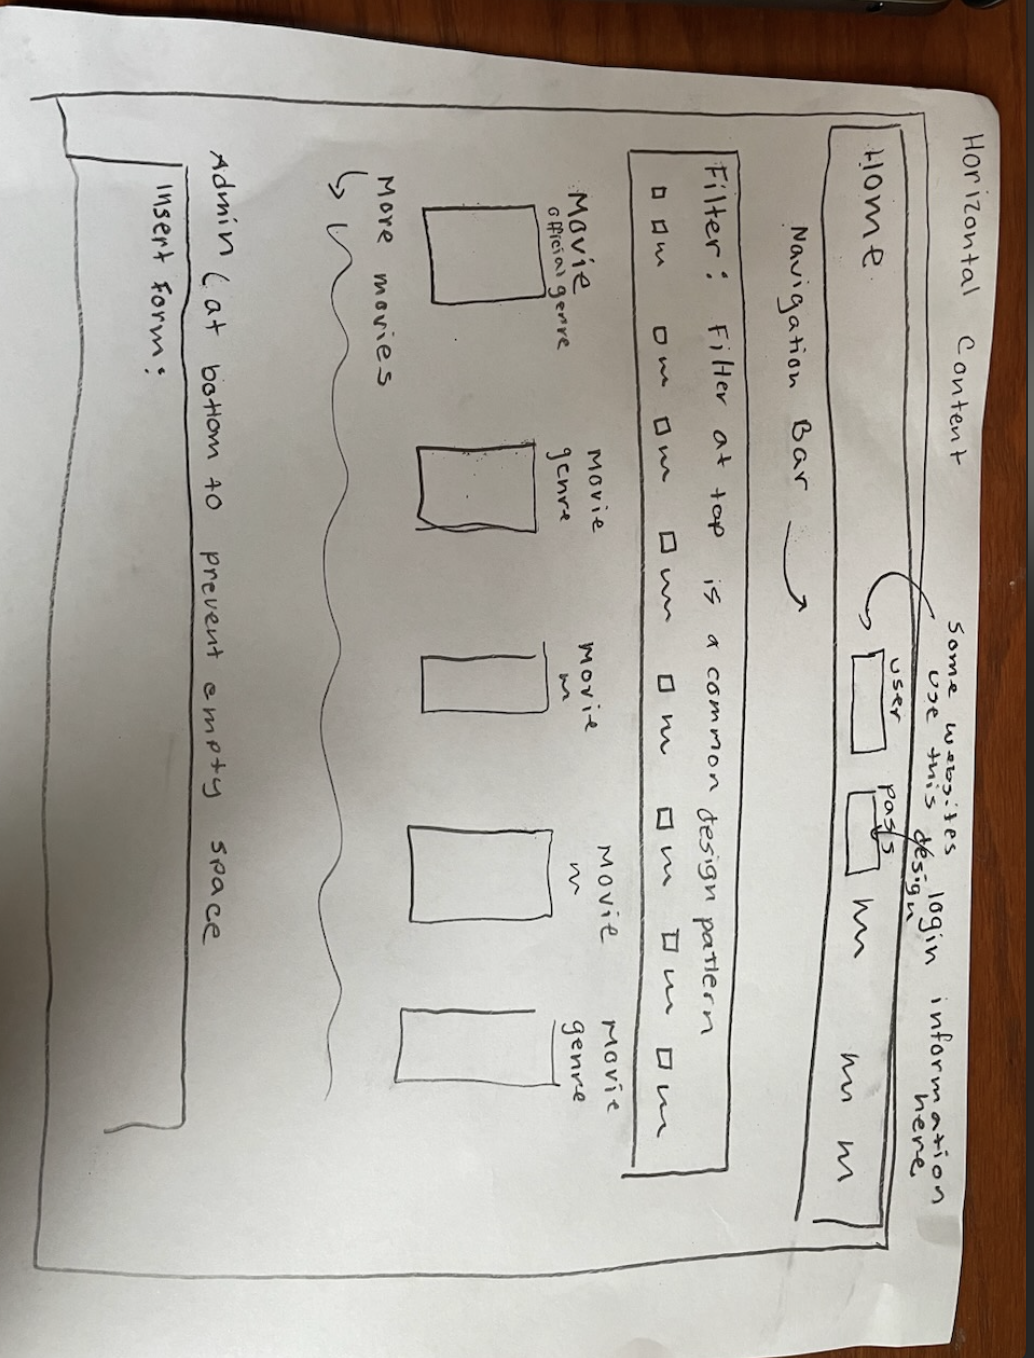 Horizontal Content
some websites login information
use this design here
Home
user pass
Navigation Bar
Filter: Filter at top is a common design pattern
Movie
official genre
Movie
genre
Movie
Movie
Movie
genre
More movies
Admin (at bottom to prevent empty space
Insert Form: